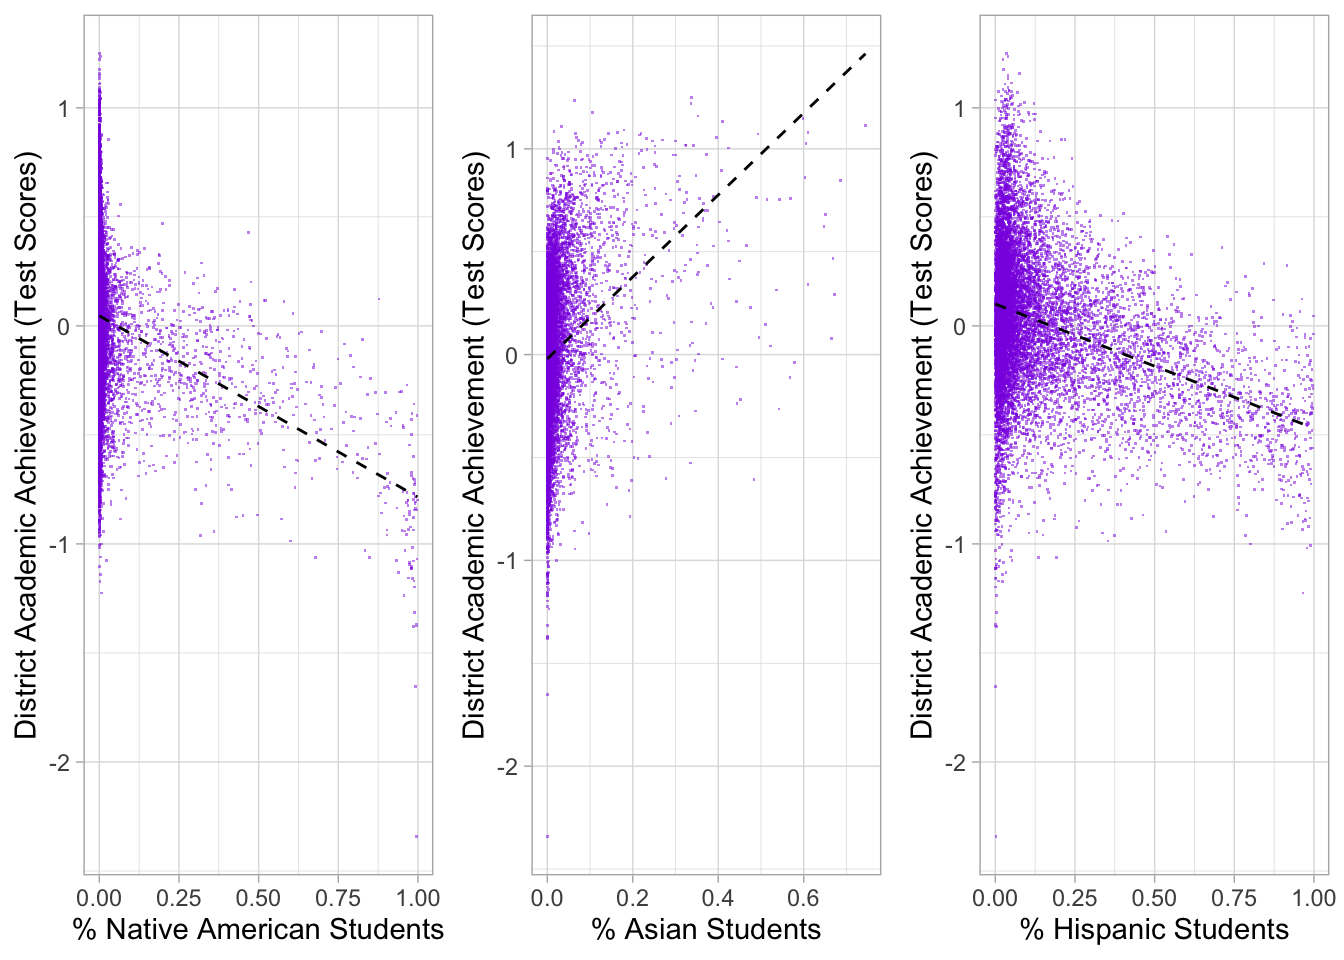 District Academic Achievement (Test Scores)
1
0
-1
-2
0.00 0.25 0.50 0.75 1.00
% Native American Students
District Academic Achievement (Test Scores)
1
0
-1
-2
0.0 0.2 0.4 0.6
% Asian Students
District Academic Achievement (Test Scores)
1
0
-1
-2
0.00 0.25 0.50 0.75 1.00
% Hispanic Students